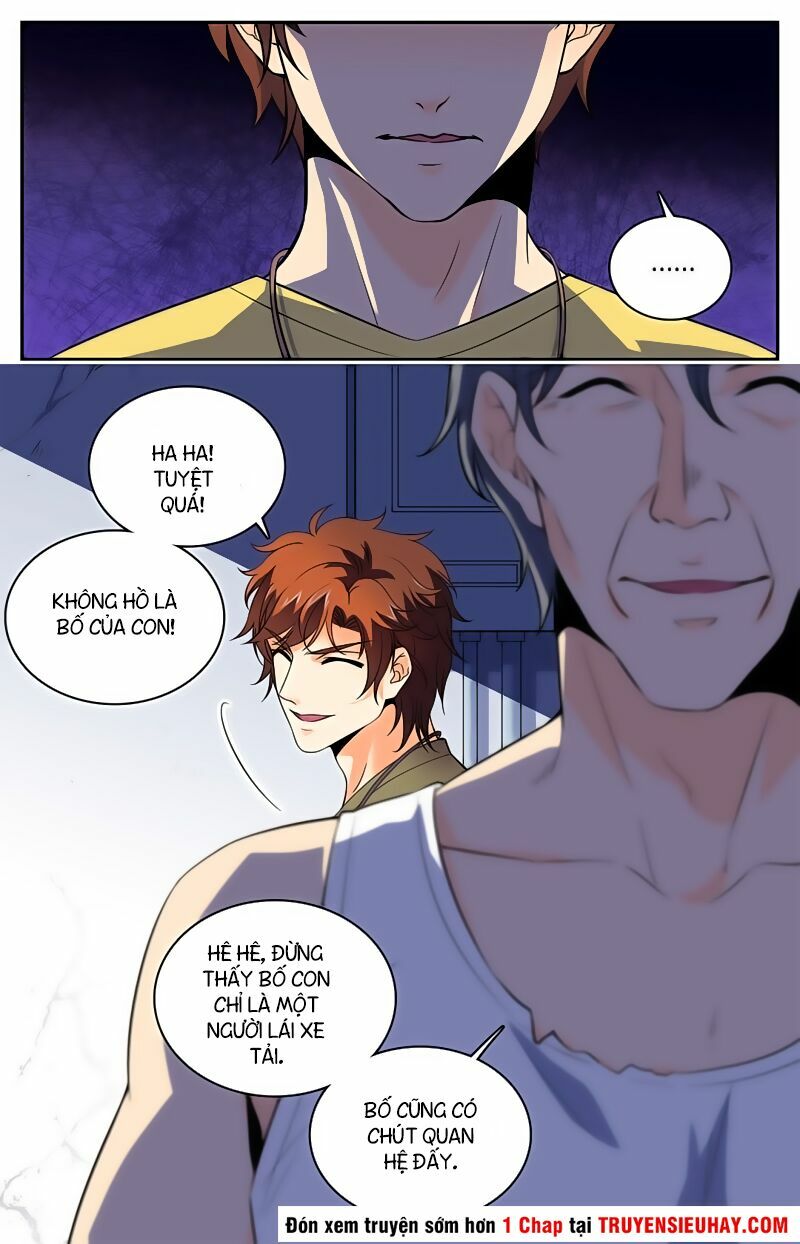 ......
HA HA!
TUYỆT
QUÁ!
KHÔNG HỒ LÀ
BỐ CỦA CON!
HÊ HÊ, ĐỪNG
THẤY BỐ CON
CHỈ LÀ MỘT
NGƯỜI LÁI XE
TẢI.
BỐ CŨNG CÓ
CHÚT QUAN
HỆ ĐẤY.
Đón xem truyện sớm hơn 1 Chap tại TRUYENSIEUHAY.COM